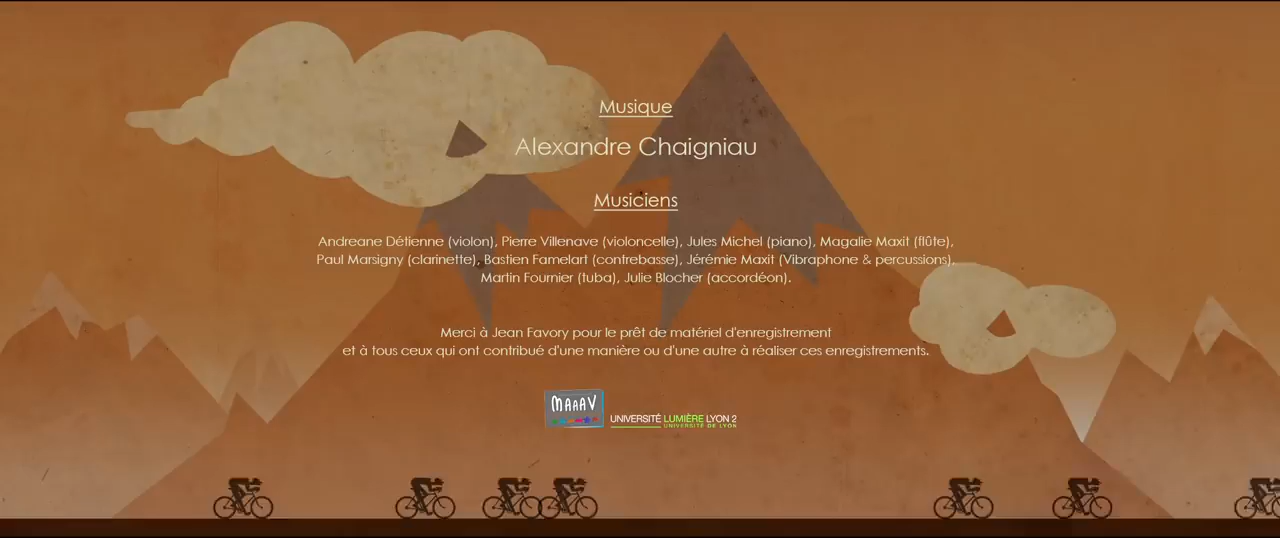 Musique
Alexandre Chaigniau
Musiciens
Andreane Détienne (violon), Pierre Villenave (violoncelle), Jules Michel (piano), Magalie Maxit (flûte),
Paul Marsigny (clarinette), Bastien Famelart (contrebasse), Jérémie Maxit (Vibraphone & percussions),
Martin Fournier (tuba), Julie Blocher (accordéon).
Merci à Jean Favory pour le prêt de matériel d'enregistrement
et à tous ceux qui ont contribué d'une manière ou d'une autre à réaliser ces enregistrements.
MAAAV
UNIVERSITÉ LUMIÈRE LYON 2
UNIVERSITÉ DE LYON